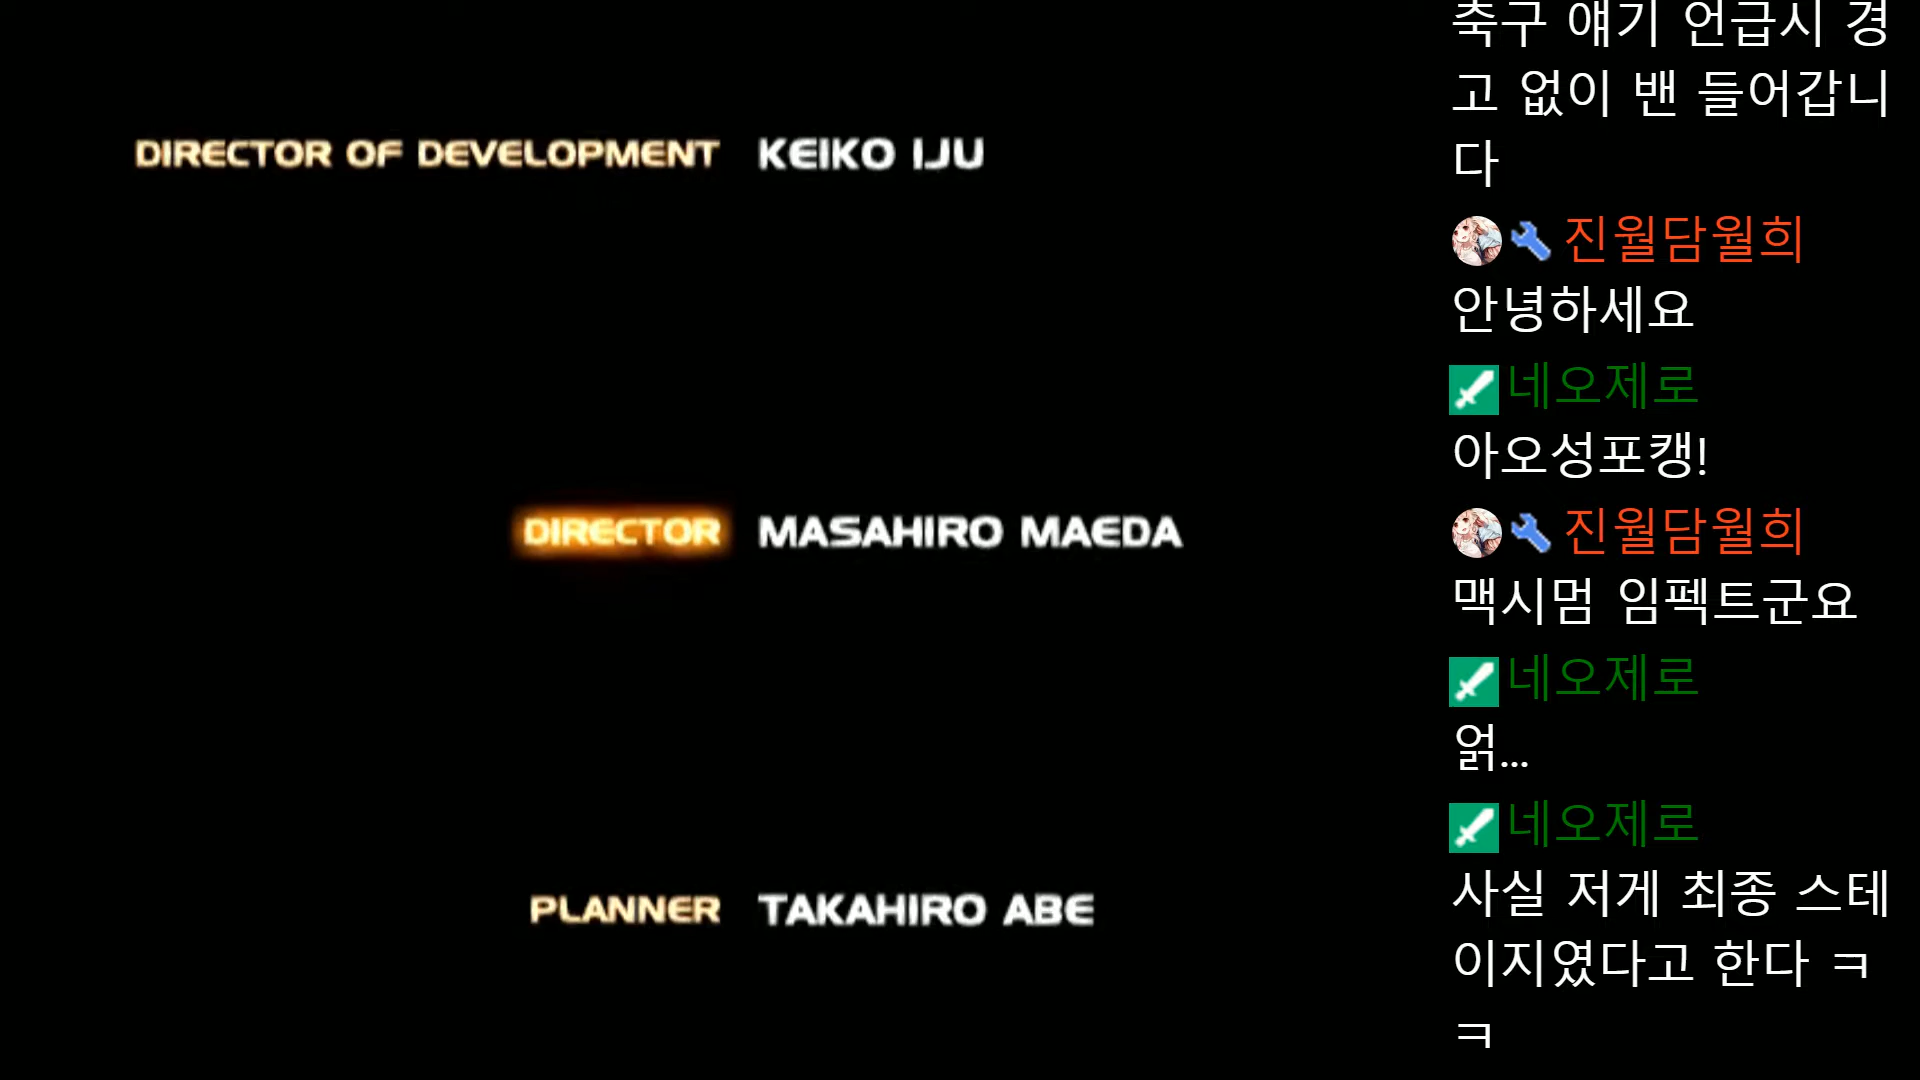 DIRECTOR OF DEVELOPMENT KEIKO IJU
DIRECTOR MASAHIRO MAEDA
PLANNER TAKAHIRO ABE
축구 얘기 언급시 경
고 없이 밴 들어갑니
다
진월담월희
안녕하세요
네오제로
아오성포캥!
진월담월희
맥시멈 임펙트군요
네오제로
얽...
네오제로
사실 저게 최종 스테
이지였다고 한다 ㅋ
ㅋ